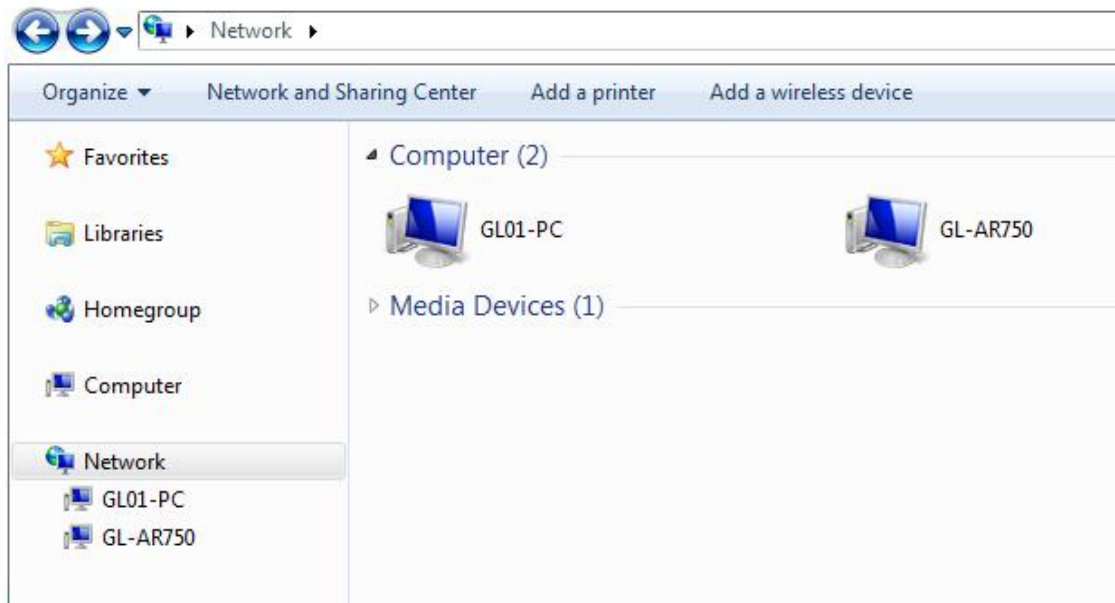 Network
Organize Network and Sharing Center Add a printer Add a wireless device
Favorites
Libraries
Homegroup
Computer
Network
GL01-PC
GL-AR750
Computer (2)
GL01-PC GL-AR750
Media Devices (1)